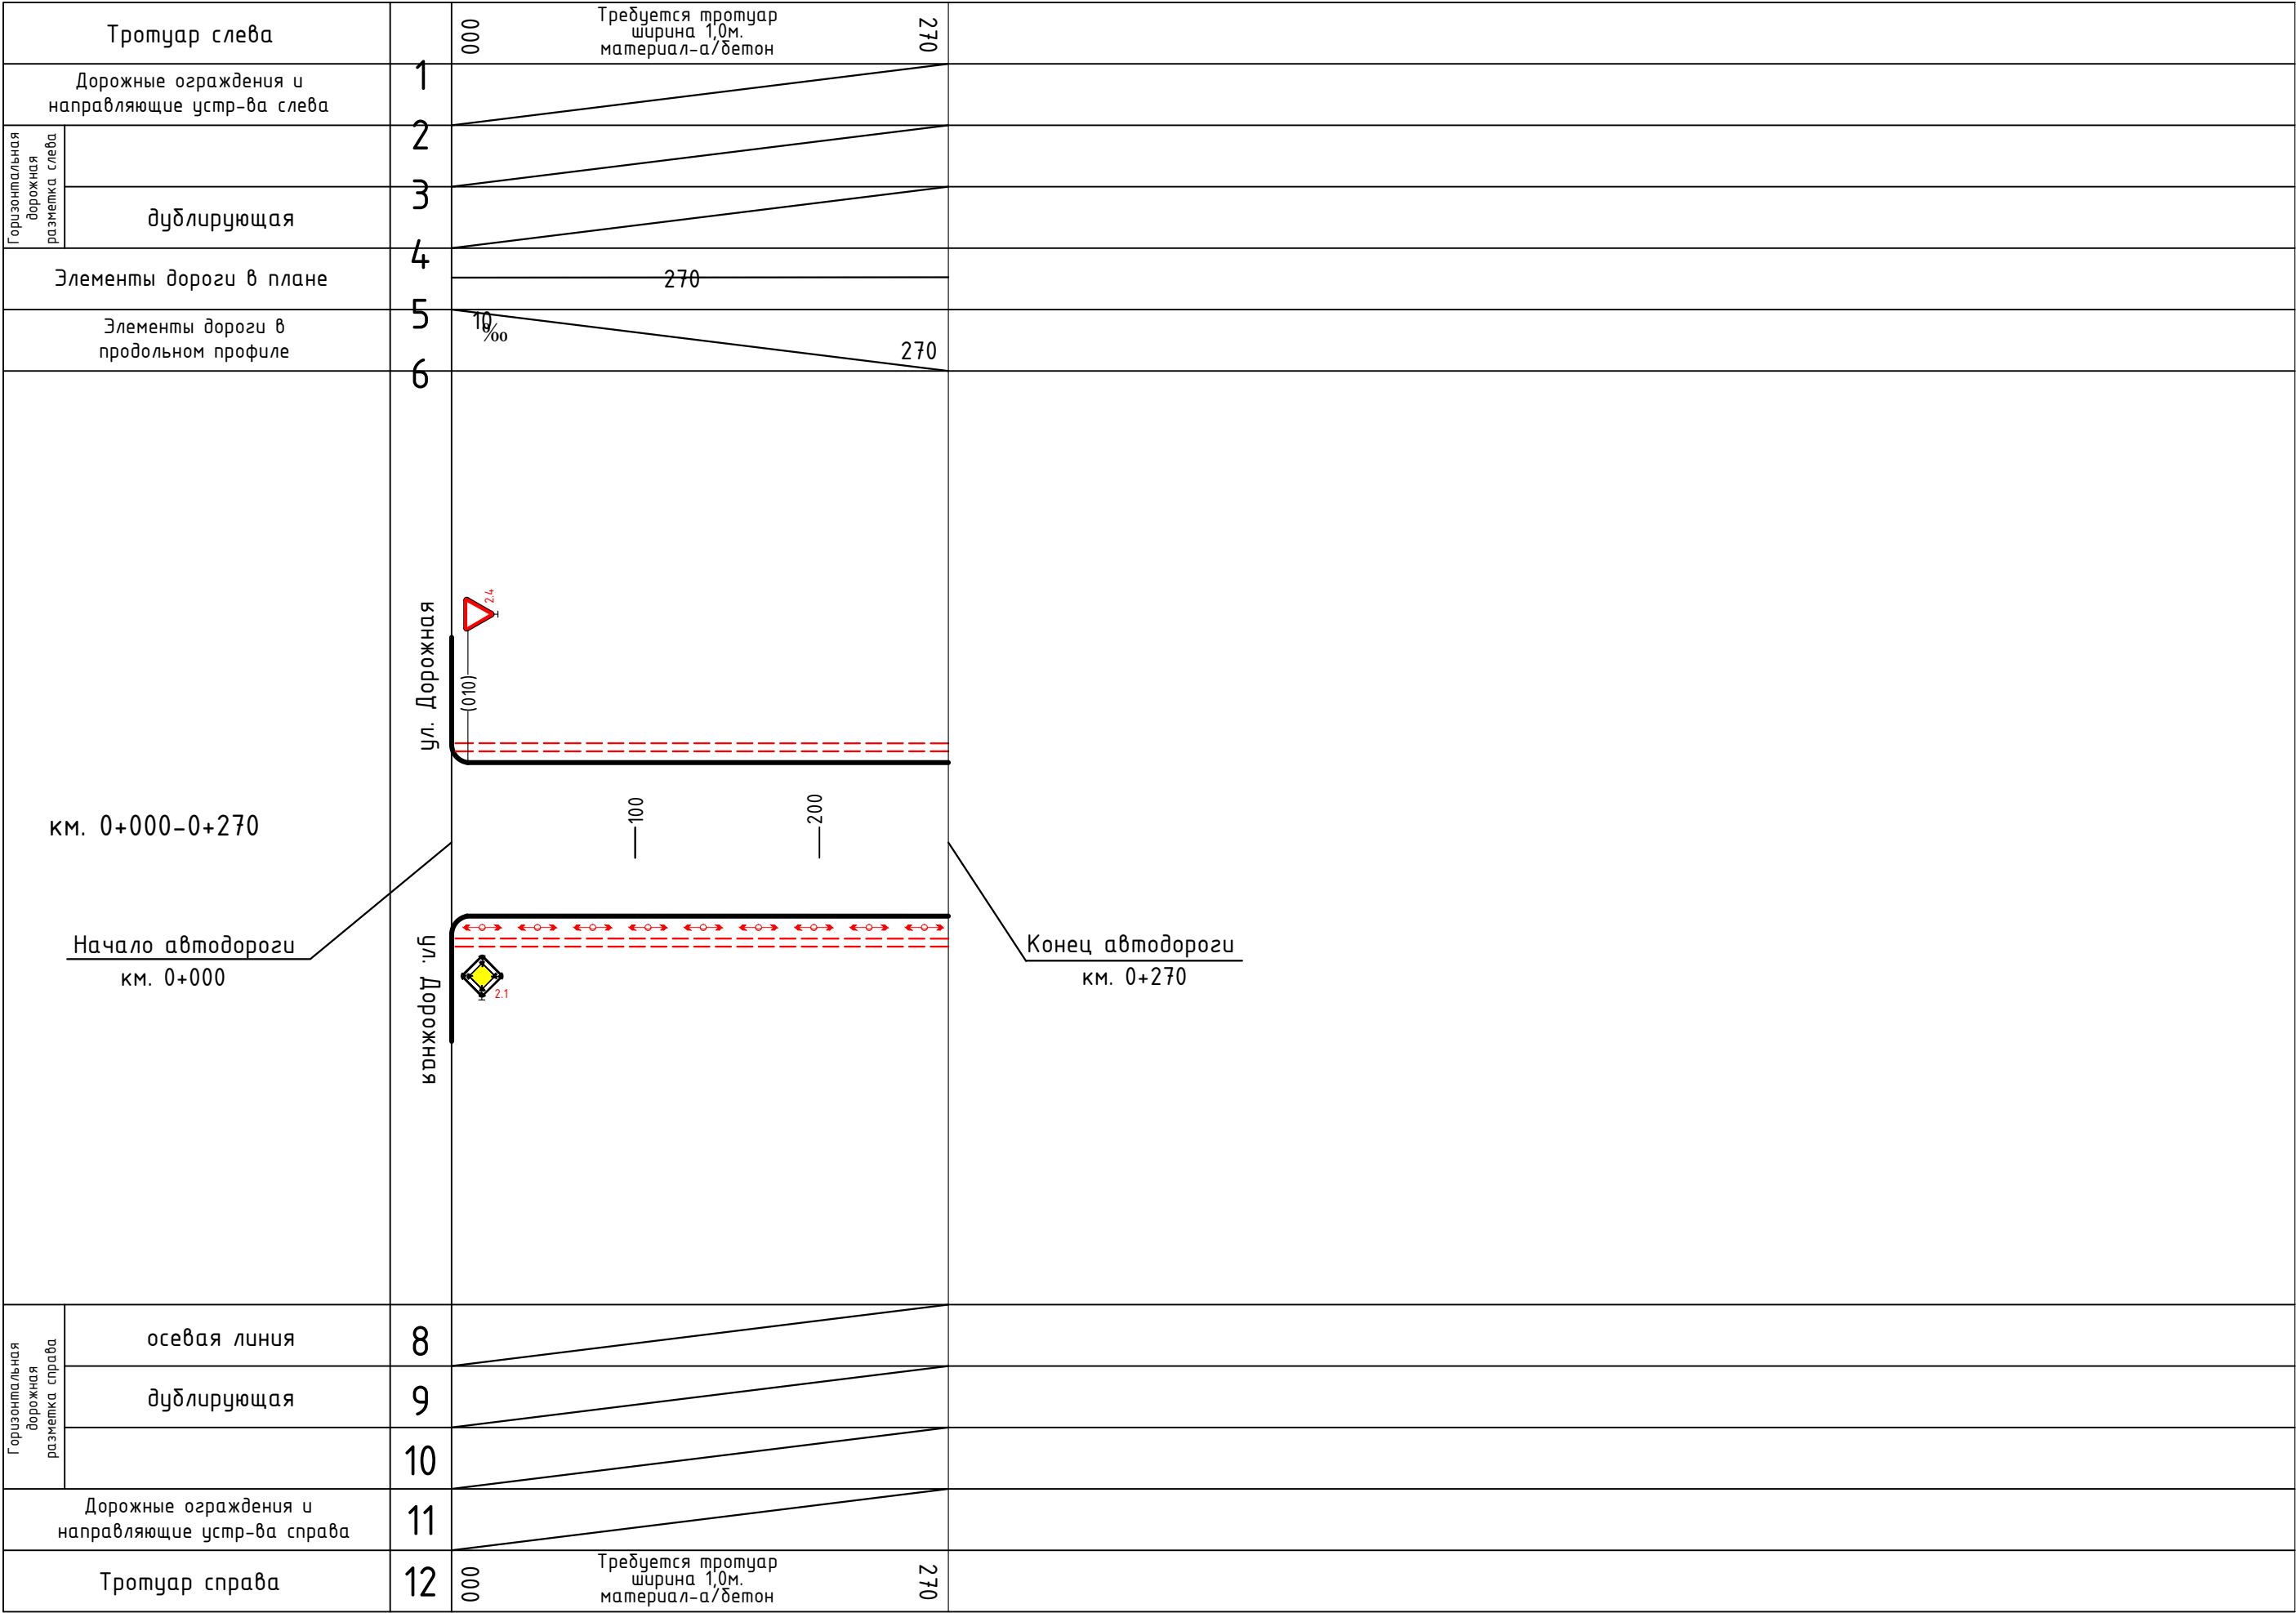 Тротуар слева
000
Требуется тротуар
ширина 1,0м.
материал-а/бетон
270
1
Дорожные ограждения и
направляющие устр-ва слева
2
Горизонтальная
дорожная
разметка слева
3
дублирующая
4
Элементы дороги в плане
270
5
Элементы дороги в
продольном профиле
10
‰
270
6
ул. Дорожная
2.4
(010)
100
200
км. 0+000-0+270
Начало автодороги
км. 0+000
ул. Дорожная
2.1
Конец автодороги
км. 0+270
Горизонтальная
дорожная
разметка справа
осевая линия
8
дублирующая
9
10
Дорожные ограждения и
направляющие устр-ва справа
11
Тротуар справа
12
000
Требуется тротуар
ширина 1,0м.
материал-а/бетон
270